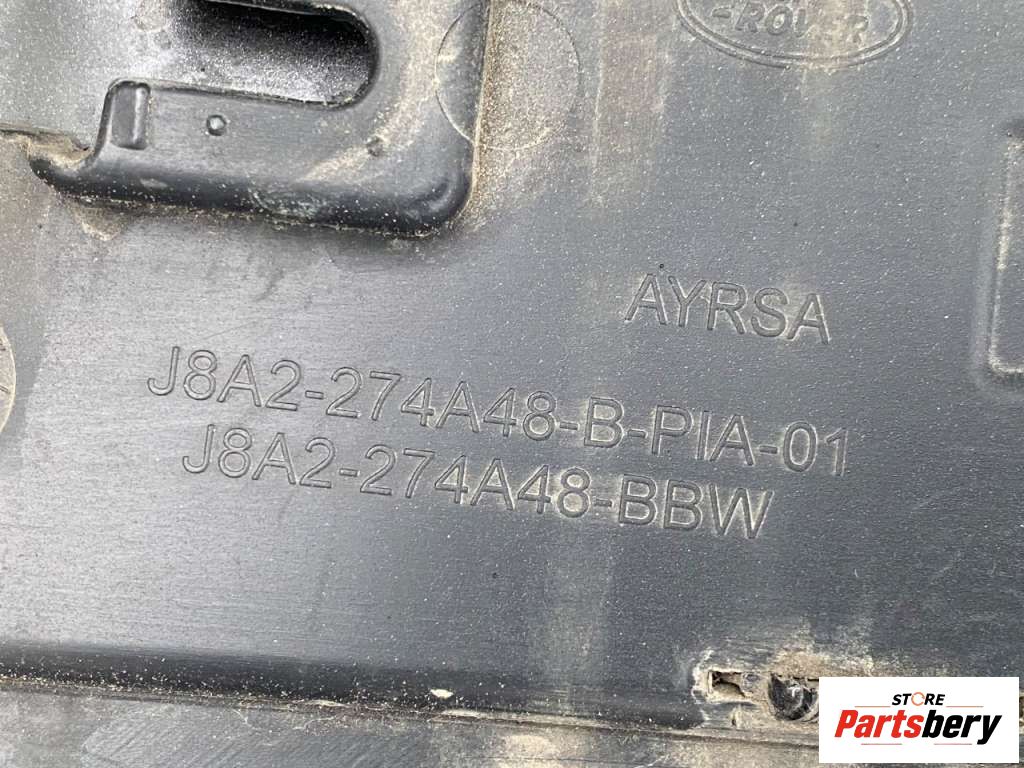 -ROVER
AYRSA
J8A2-274A48-B-PIA-01
J8A2-274A48-BBW
STORE
Partsbery